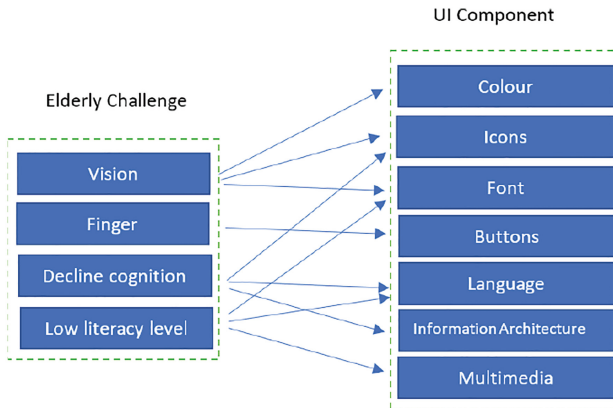 UI Component
Elderly Challenge
Vision
Finger
Decline cognition
Low literacy level
Colour
Icons
Font
Buttons
Language
Information Architecture
Multimedia